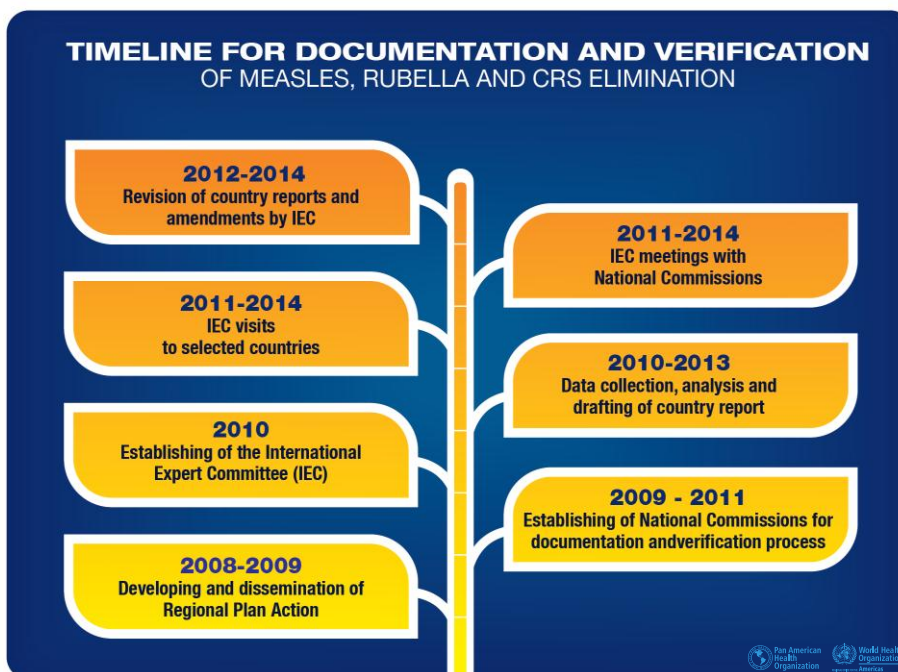 TIMELINE FOR DOCUMENTATION AND VERIFICATION
OF MEASLES, RUBELLA AND CRS ELIMINATION
2012-2014
Revision of country reports and
amendments by IEC
2011-2014
IEC meetings with
National Commissions
2011-2014
IEC visits
to selected countries
2010-2013
Data collection, analysis and
drafting of country report
2010
Establishing of the International
Expert Committee (IEC)
2009 - 2011
Establishing of National Commissions for
documentation andverification process
2008-2009
Developing and dissemination of
Regional Plan Action
Pan American
Health
Organization
World Heal
Organizatio
Americas